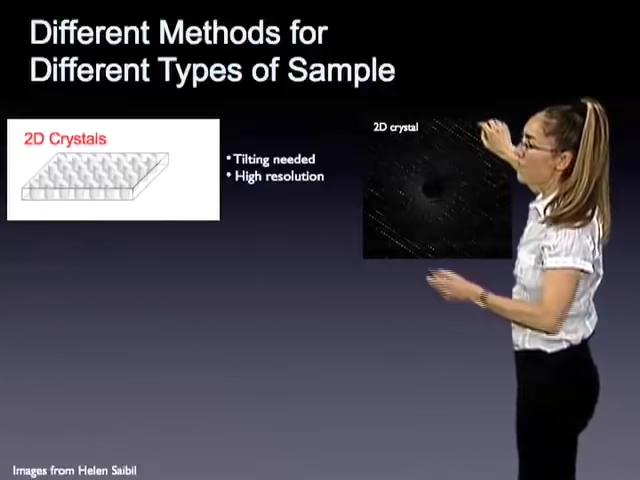 Different Methods for
Different Types of Sample
2D Crystals
• Tilting needed
• High resolution
2D crystal
Images from Helen Saibil